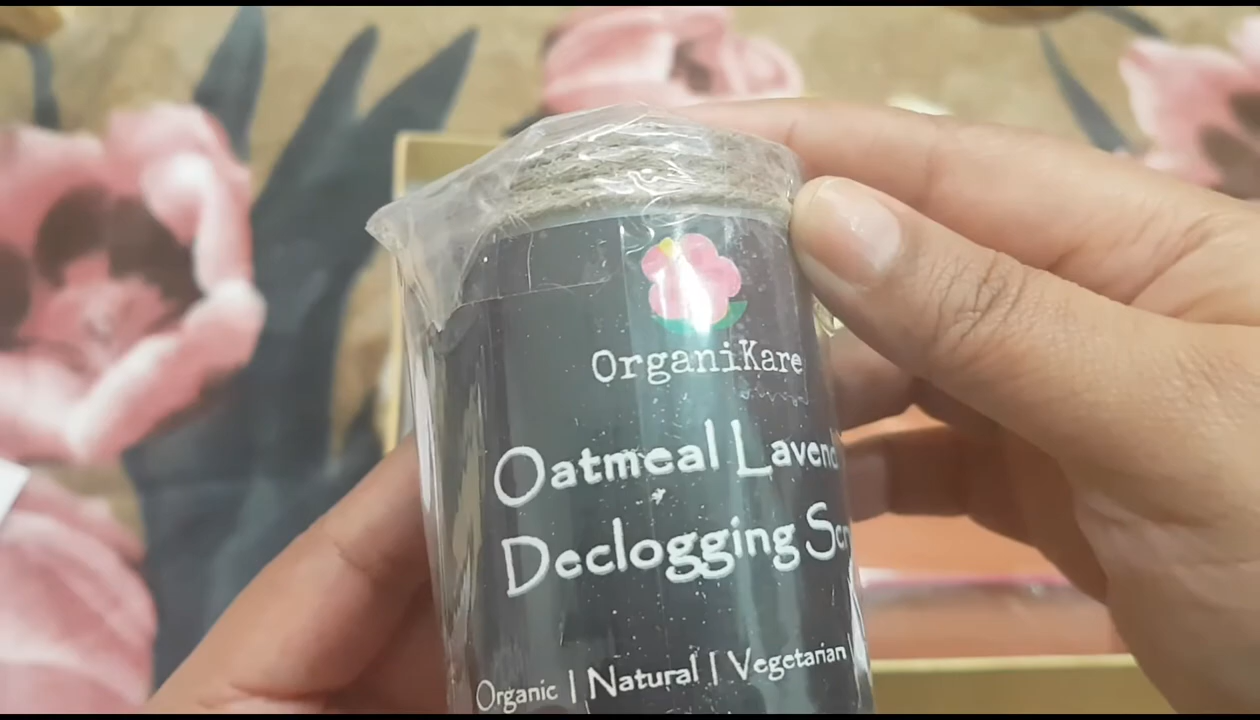 OrganiKare
Oatmeal Lavend
Declogging Scr
Organic | Natural | Vegetarian |